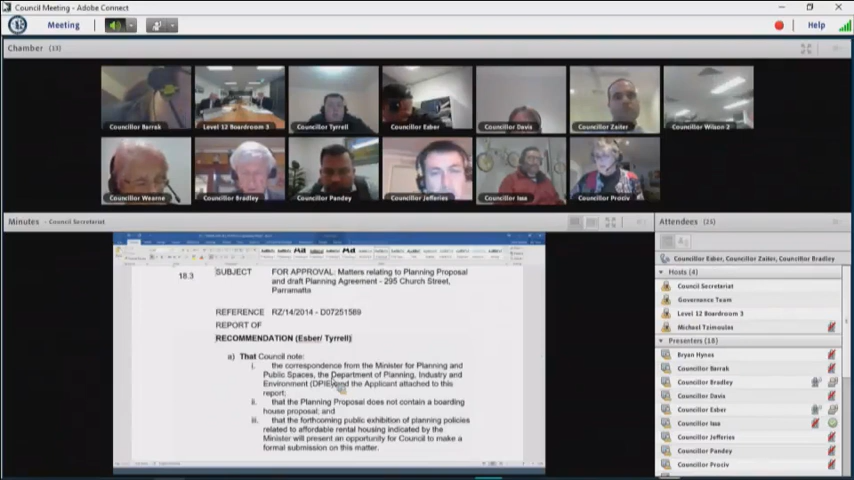 Council Meeting - Adobe Connect
Meeting
Help
Chamber (13)
Councillor Barrak
Level 12 Boardroom 3
Councillor Tyrrell
Councillor Esber
Councillor Davis
Councillor Zaiter
Councillor Wilson 2
Councillor Wearne
Councillor Bradley
Councillor Pandey
Councillor Jefferies
Councillor Issa
Councillor Prociv
Minutes - Council Secretariat
18.3 SUBJECT FOR APPROVAL: Matters relating to Planning Proposal
and draft Planning Agreement - 295 Church Street,
Parramatta
REFERENCE RZ/14/2014 - D07251589
REPORT OF
RECOMMENDATION (Esber/ Tyrrell)
a) That Council note:
i. the correspondence from the Minister for Planning and
Public Spaces, the Department of Planning, Industry and
Environment (DPIE) and the Applicant attached to this
report;
ii. that the Planning Proposal does not contain a boarding
house proposal; and
iii. that the forthcoming public exhibition of planning policies
related to affordable rental housing indicated by the
Minister will present an opportunity for Council to make a
formal submission on this matter.
Attendees (25)
Councillor Esber, Councillor Zaiter, Councillor Bradley
Hosts (4)
Council Secretariat
Governance Team
Level 12 Boardroom 3
Michael Tzimoulas
Presenters (18)
Bryan Hynes
Councillor Barrak
Councillor Bradley
Councillor Davis
Councillor Esber
Councillor Issa
Councillor Jefferies
Councillor Pandey
Councillor Prociv